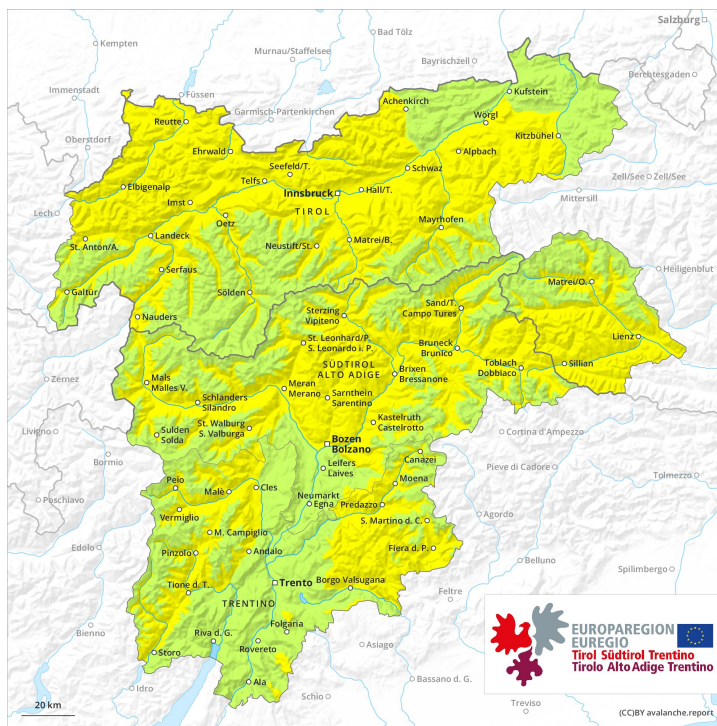 Salzburg
Kempten
Bad Tölz
Murnau/Staffelsee
Bayrischzell
Berchtesgaden
Immenstadt
Füssen
Garmisch-Partenkirchen
Achenkirch
Kufstein
Reutte
Wörgl
Oberstdorf
Ehrwald
Kitzbühel
Seefeld/T.
Alpbach
Telfs
Schwaz
Zell/See
Zell/See
Elbigenalp
Innsbruck
Hall/T.
Mittersill
Imst
Lech
TIROL
Oetz
Mayrhofen
St. Anton/A.
Landeck
Neustift/St.
Matrei/B.
Serfaus
Heiligenblut
Galtür
Sölden
Matrei/O.
Nauders
Sterzing
Vipiteno
Sand/T.
Campo Tures
St. Leonhard/P.
S. Leonardo i. P.
Bruneck
Brunico
Lienz
SÜDTIROL
ALTO ADIGE
Toblach
Dobbiaco
Sillian
Mals
Malles V.
Meran
Merano
Brixen
Bressanone
Zernez
Schlanders
Silandro
Sarnthein
Sarentino
St. Walburg
S. Valburga
Kastelruth
Castelrotto
Livigno
Sulden
Solda
Bozen
Bolzano
Cortina d'Ampezzo
Bormio
Canazei
Leifers
Laives
Pieve di Cadore
Tolmezzo
Peio
Moena
Poschiavo
Malè
Cles
Neumarkt
Egna
Predazzo
Vermiglio
Agordo
S. Martino d. C.
M. Campiglio
Edolo
Pinzolo
Andalo
Fiera d. P.
Belluno
Spilimbergo
Trento
Borgo Valsugana
Tione d. T.
Feltre
TRENTINO
Folgaria
Bienno
Riva d. G.
Rovereto
Asiago
Storo
Bassano d. G.
Ala
Idro
Schio
Treviso
EUROPAREGION
EUREGIO
Tirol Südtirol Trentino
Tirolo Alto Adige Trentino
20 km
(CC)BY avalanche.report